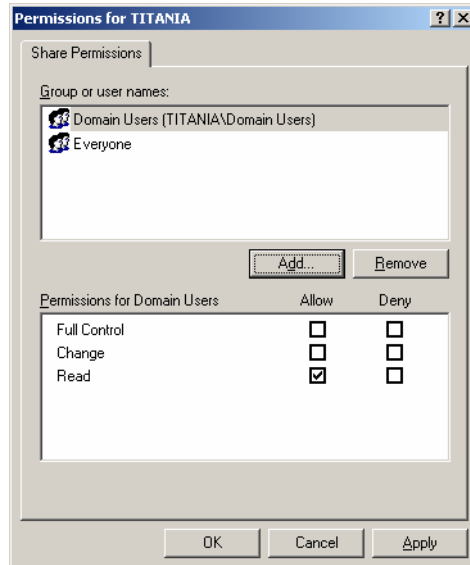 Permissions for TITANIA
Share Permissions
Group or user names:
Domain Users (TITANIA\Domain Users)
Everyone
Add... Remove
Permissions for Domain Users Allow Deny
Full Control
Change
Read
OK Cancel Apply